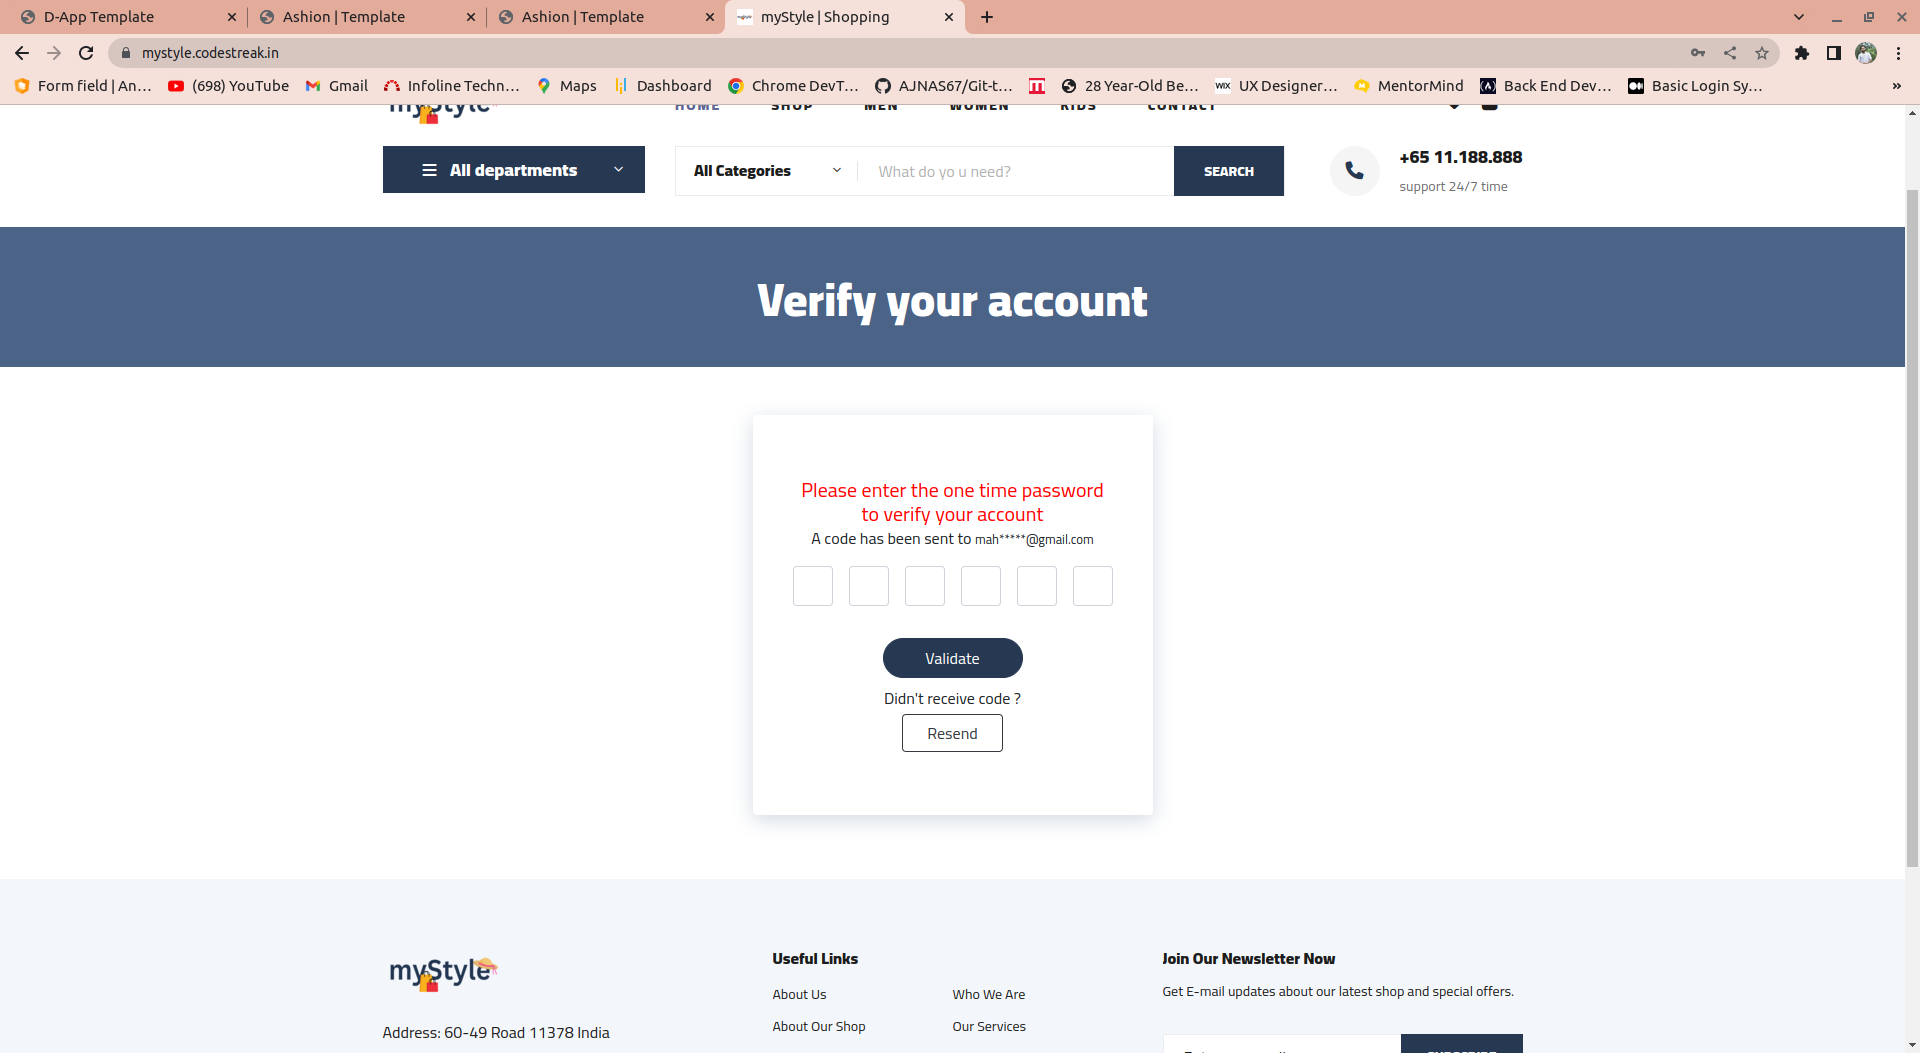 D-App Template
Ashion | Template
Ashion | Template
myStyle | Shopping
mystyle.codestreak.in
Form field | An...
(698) YouTube
Gmail
Infoline Techn...
Maps
Dashboard
Chrome DevT...
AJNAS67/Git-t...
28 Year-Old Be...
WIX
UX Designer...
MentorMind
Back End Dev...
Basic Login Sy...
»
myStyle
HOME
SHOP
MEN
WOMEN
KIDS
CONTACT
All departments
All Categories
What do yo u need?
SEARCH
+65 11.188.888
support 24/7 time
Verify your account
Please enter the one time password
to verify your account
A code has been sent to mah*****@gmail.com
Validate
Didn't receive code ?
Resend
myStyle
Address: 60-49 Road 11378 India
Useful Links
About Us
Who We Are
About Our Shop
Our Services
Join Our Newsletter Now
Get E-mail updates about our latest shop and special offers.